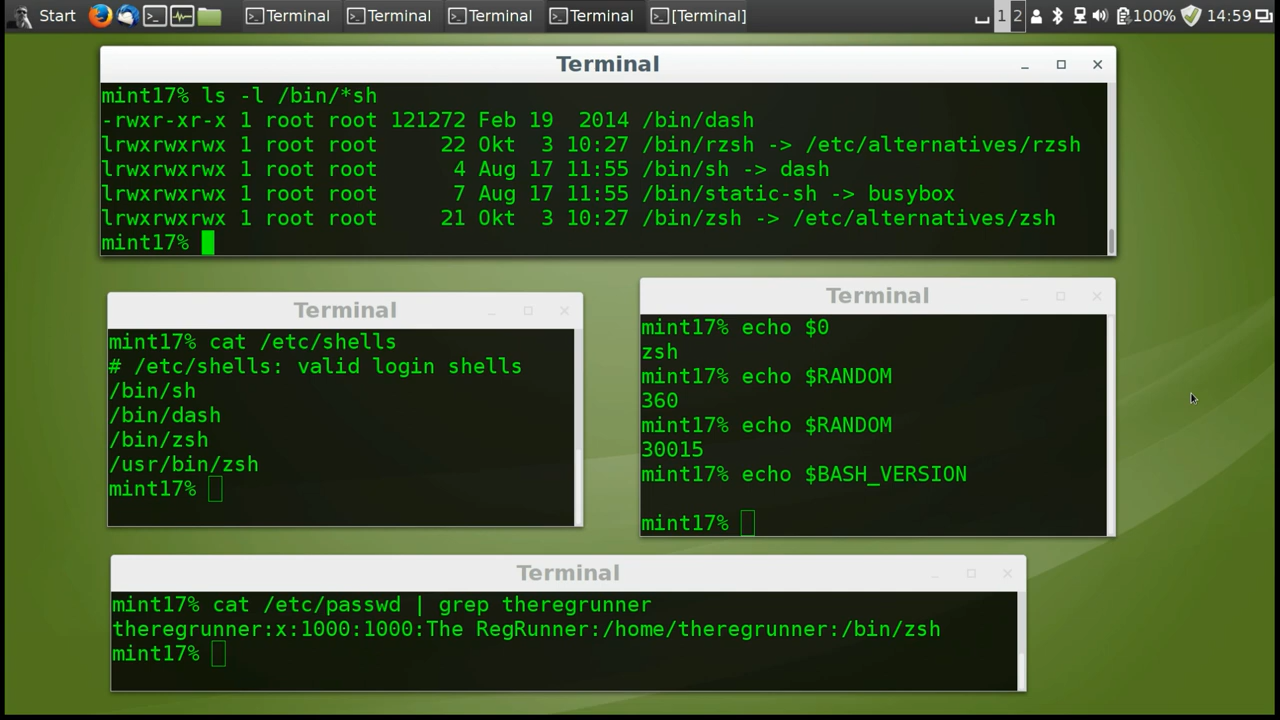 Start Terminal Terminal Terminal Terminal [Terminal] 1 2 100% 14:59
Terminal
mint17% ls -l /bin/*sh
-rwxr-xr-x 1 root root 121272 Feb 19  2014 /bin/dash
lrwxrwxrwx 1 root root     22 Okt  3 10:27 /bin/rzsh -> /etc/alternatives/rzsh
lrwxrwxrwx 1 root root      4 Aug 17 11:55 /bin/sh -> dash
lrwxrwxrwx 1 root root      7 Aug 17 11:55 /bin/static-sh -> busybox
lrwxrwxrwx 1 root root     21 Okt  3 10:27 /bin/zsh -> /etc/alternatives/zsh
mint17%
Terminal
mint17% cat /etc/shells
# /etc/shells: valid login shells
/bin/sh
/bin/dash
/bin/zsh
/usr/bin/zsh
mint17%
Terminal
mint17% echo $0
zsh
mint17% echo $RANDOM
360
mint17% echo $RANDOM
30015
mint17% echo $BASH_VERSION
mint17%
Terminal
mint17% cat /etc/passwd | grep theregrunner
theregrunner:x:1000:1000:The RegRunner:/home/theregrunner:/bin/zsh
mint17%